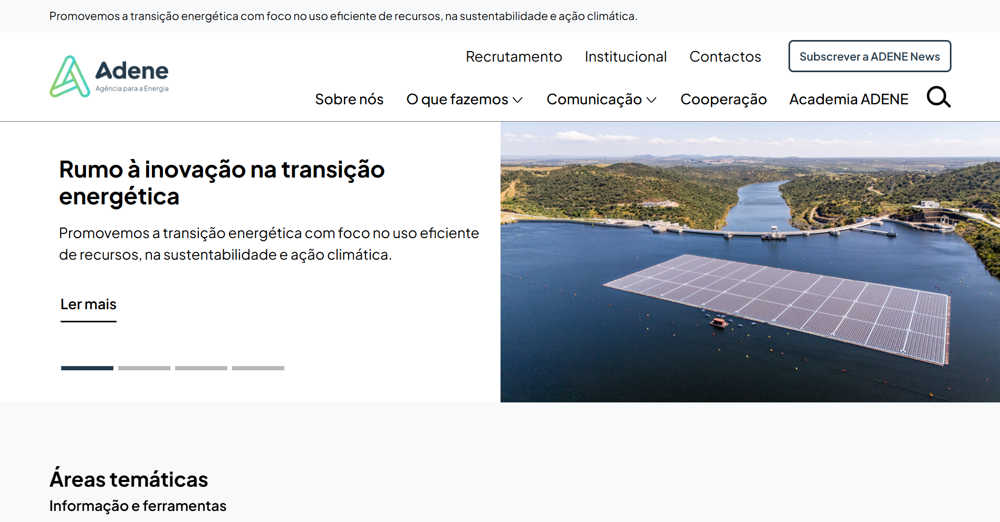 Promovemos a transição energética com foco no uso eficiente de recursos, na sustentabilidade e ação climática.
Recrutamento Institucional Contactos Subscrever a ADENE News
Adene
Agência para a Energia
Sobre nós O que fazemos Comunicação Cooperação Academia ADENE
Rumo à inovação na transição
energética
Promovemos a transição energética com foco no uso eficiente
de recursos, na sustentabilidade e ação climática.
Ler mais
Áreas temáticas
Informação e ferramentas